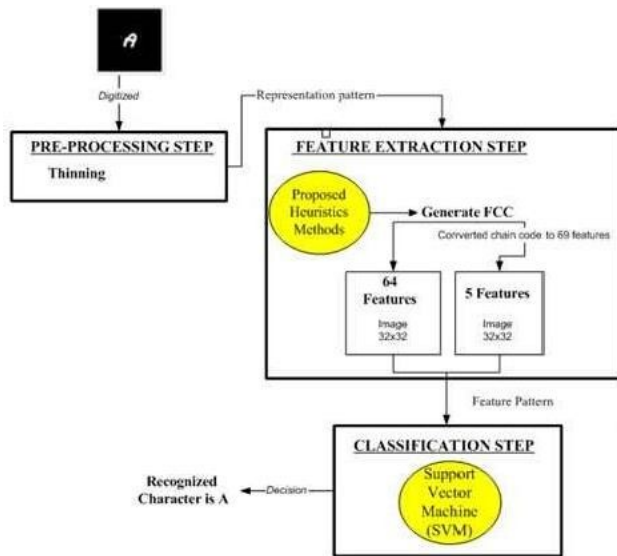 A
Digitized
Representation pattern
PRE-PROCESSING STEP
Thinning
FEATURE EXTRACTION STEP
Proposed
Heuristics
Methods
Generate FCC
Converted chain code to 69 features
64
Features
Image
32x32
5 Features
Image
32x32
Feature Pattern
CLASSIFICATION STEP
Support
Vector
Machine
(SVM)
Decision
Recognized
Character is A